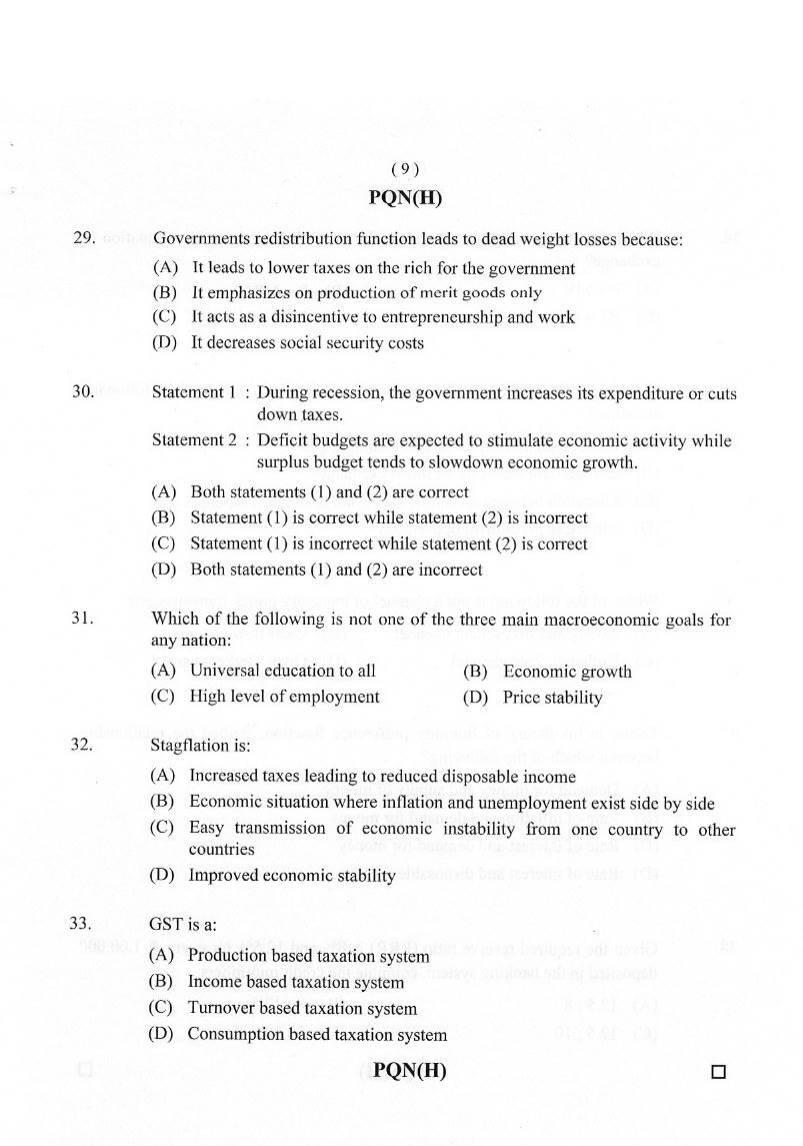 ( 9 )
PQN(H)
29. Governments redistribution function leads to dead weight losses because:
(A) It leads to lower taxes on the rich for the government
(B) It emphasizes on production of merit goods only
(C) It acts as a disincentive to entrepreneurship and work
(D) It decreases social security costs
30. Statement 1 : During recession, the government increases its expenditure or cuts
down taxes.
Statement 2 : Deficit budgets are expected to stimulate economic activity while
surplus budget tends to slowdown economic growth.
(A) Both statements (1) and (2) are correct
(B) Statement (1) is correct while statement (2) is incorrect
(C) Statement (1) is incorrect while statement (2) is correct
(D) Both statements (1) and (2) are incorrect
31. Which of the following is not one of the three main macroeconomic goals for
any nation:
(A) Universal education to all (B) Economic growth
(C) High level of employment (D) Price stability
32. Stagflation is:
(A) Increased taxes leading to reduced disposable income
(B) Economic situation where inflation and unemployment exist side by side
(C) Easy transmission of economic instability from one country to other
countries
(D) Improved economic stability
33. GST is a:
(A) Production based taxation system
(B) Income based taxation system
(C) Turnover based taxation system
(D) Consumption based taxation system
PQN(H)